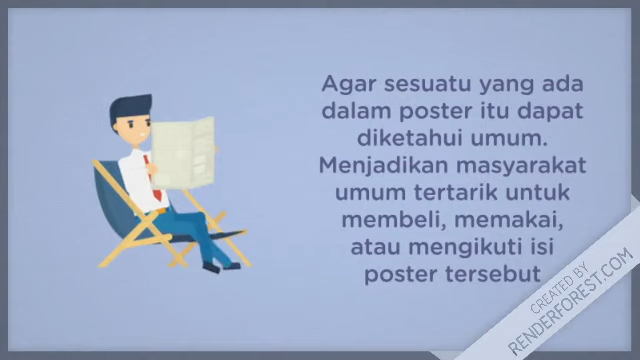 Agar sesuatu yang ada
dalam poster itu dapat
diketahui umum.
Menjadikan masyarakat
umum tertarik untuk
membeli, memakai,
atau mengikuti isi
poster tersebut
CREATED BY
RENDERFOREST.COM